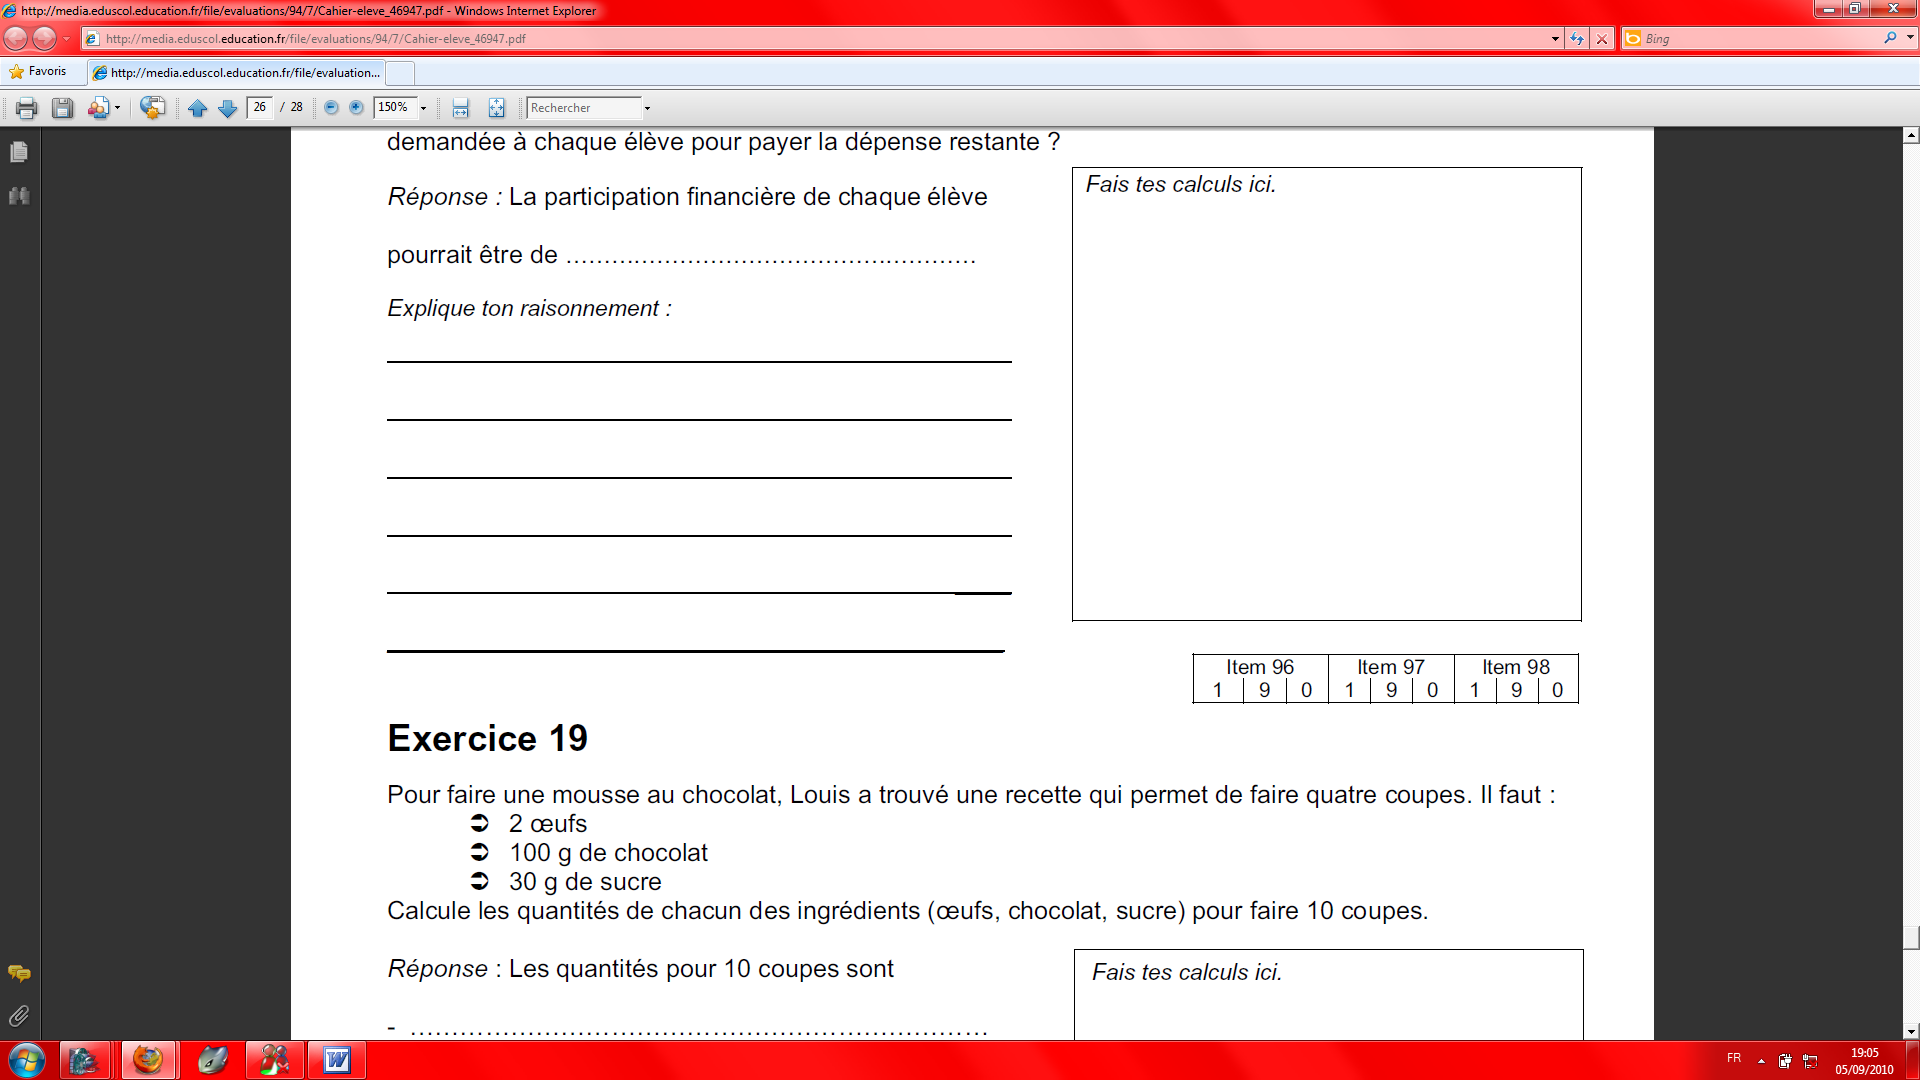 http://media.eduscol.education.fr/file/evaluations/94/7/Cahier-eleve_46947.pdf - Windows Internet Explorer
http://media.eduscol.education.fr/file/evaluations/94/7/Cahier-eleve_46947.pdf
Bing
Favoris
http://media.eduscol.education.fr/file/evaluation...
26 / 28
150%
Rechercher
demandée à chaque élève pour payer la dépense restante ?
Réponse : La participation financière de chaque élève
pourrait être de ......................................................
Explique ton raisonnement :
Fais tes calculs ici.
Item 96 Item 97 Item 98
1 9 0 1 9 0 1 9 0
Exercice 19
Pour faire une mousse au chocolat, Louis a trouvé une recette qui permet de faire quatre coupes. Il faut :
2 œufs
100 g de chocolat
30 g de sucre
Calcule les quantités de chacun des ingrédients (œufs, chocolat, sucre) pour faire 10 coupes.
Réponse : Les quantités pour 10 coupes sont
- ......................................................................
Fais tes calculs ici.
FR
19:05
05/09/2010